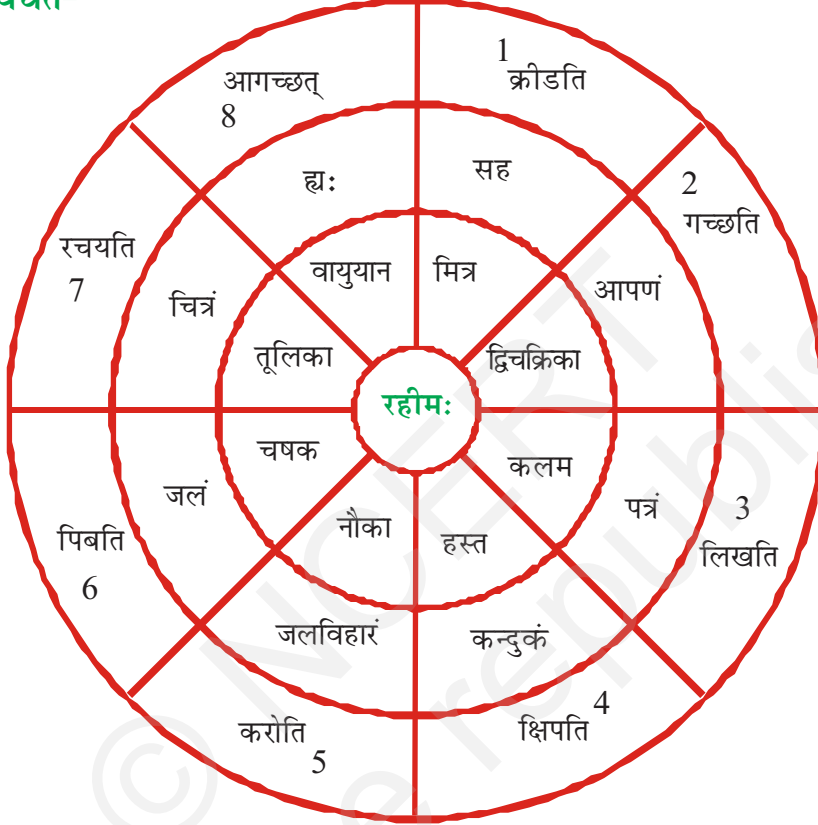 1
क्रीडति
आगच्छत्
8
ह्यः
सह
2
गच्छति
रचयति
7
चित्रं
वायुयान
मित्र
आपणं
तूलिका
द्विचक्रिका
रहीमः
चषक
कलम
जलं
पत्रं
3
लिखति
पिबति
6
नौका
हस्त
जलविहारं
कन्दुकं
करोति
5
क्षिपति
4
© NCERT